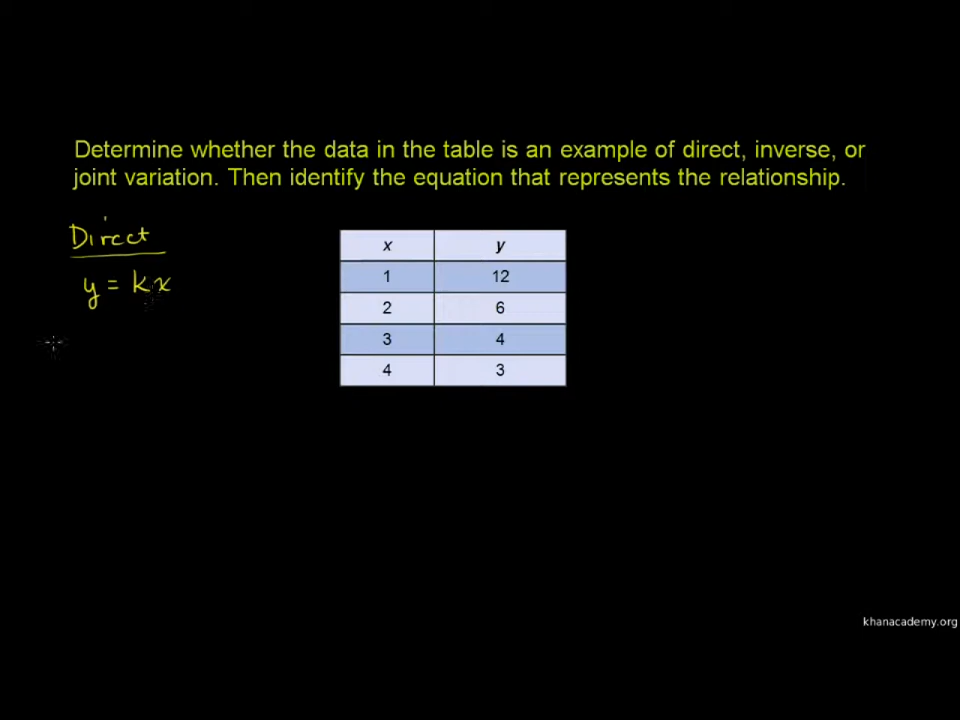 Determine whether the data in the table is an example of direct, inverse, or
joint variation. Then identify the equation that represents the relationship.
Direct
y = kx
x y
1 12
2 6
3 4
4 3
khanacademy.org